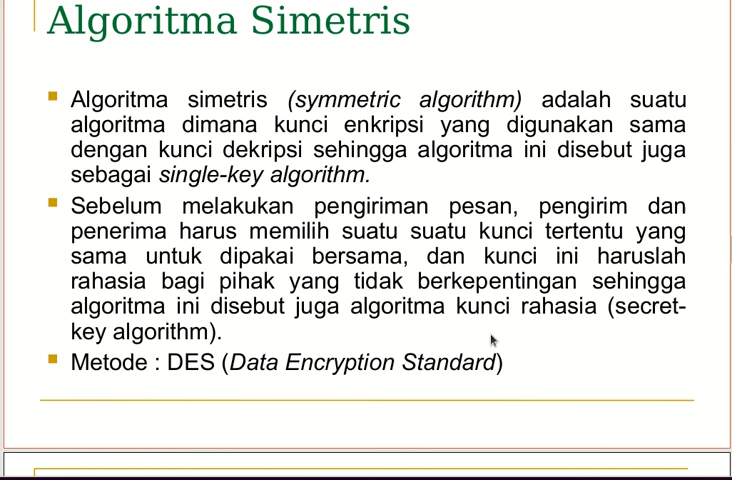 Algoritma Simetris
Algoritma simetris (symmetric algorithm) adalah suatu
algoritma dimana kunci enkripsi yang digunakan sama
dengan kunci dekripsi sehingga algoritma ini disebut juga
sebagai single-key algorithm.
Sebelum melakukan pengiriman pesan, pengirim dan
penerima harus memilih suatu suatu kunci tertentu yang
sama untuk dipakai bersama, dan kunci ini haruslah
rahasia bagi pihak yang tidak berkepentingan sehingga
algoritma ini disebut juga algoritma kunci rahasia (secret-
key algorithm).
Metode : DES (Data Encryption Standard)